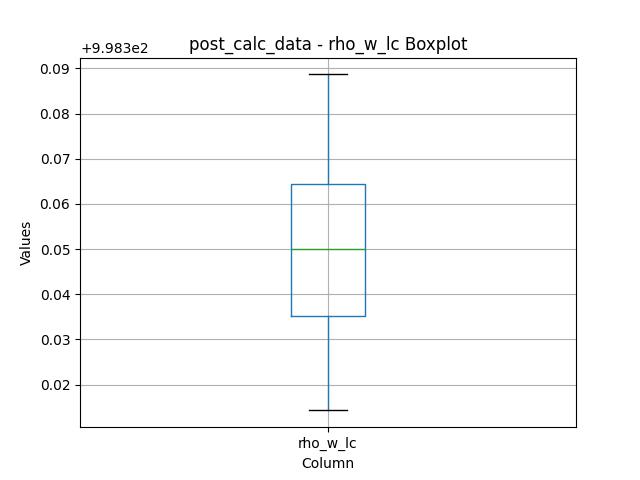 post_calc_data - rho_w_lc Boxplot
+9.983e2
0.09
0.08
0.07
0.06
0.05
0.04
0.03
0.02
Values
rho_w_lc
Column